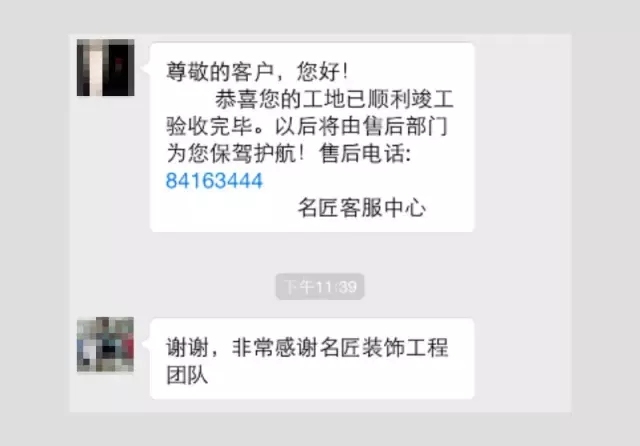 尊敬的客户，您好！
恭喜您的工地已顺利竣工
验收完毕。以后将由售后部门
为您保驾护航！售后电话:
84163444
名匠客服中心
下午11:39
谢谢，非常感谢名匠装饰工程
团队